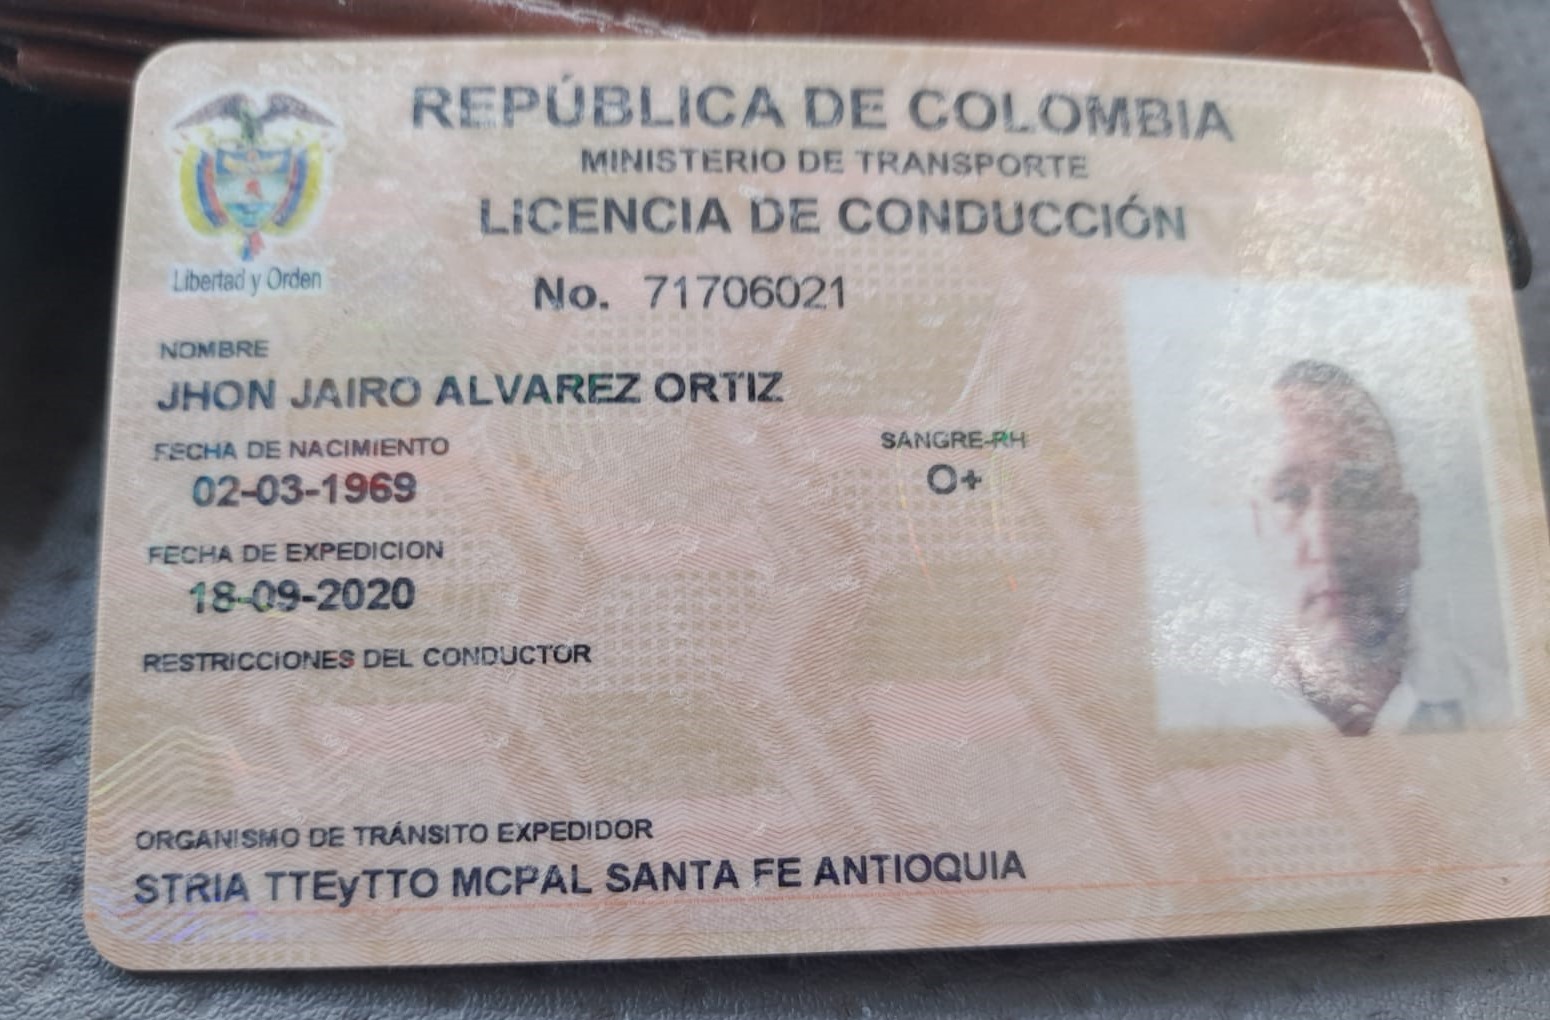 REPÚBLICA DE COLOMBIA
MINISTERIO DE TRANSPORTE
LICENCIA DE CONDUCCIÓN
Libertad y Orden
No. 71706021
NOMBRE
JHON JAIRO ALVAREZ ORTIZ
FECHA DE NACIMIENTO
02-03-1969
SANGRE-RH
O+
FECHA DE EXPEDICION
18-09-2020
RESTRICCIONES DEL CONDUCTOR
ORGANISMO DE TRÁNSITO EXPEDIDOR
STRIA TTEyTTO MCPAL SANTA FE ANTIOQUIA